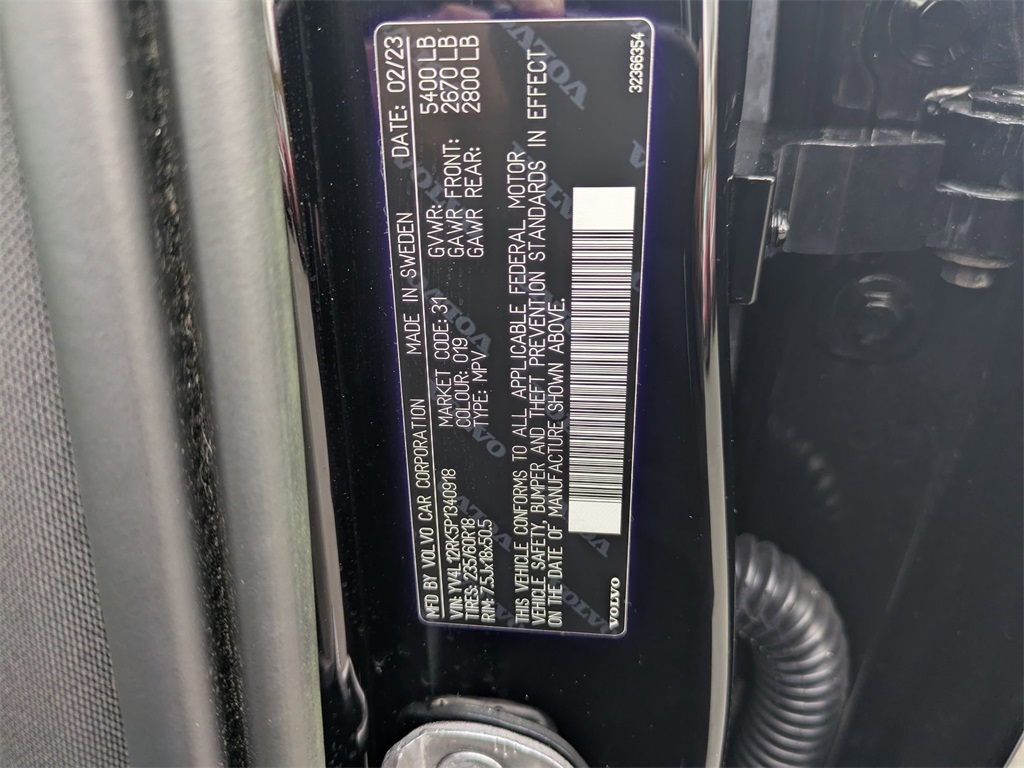 MFD BY VOLVO CAR CORPORATION MADE IN SWEDEN DATE: 02/23
VIN: YV4L12RK5P1340918 MARKET CODE: 31 GVWR: 5400 LB
TIRES: 235/60R18 COLOUR: 019 GAWR FRONT: 2670 LB
RIM: 7.5Jx18x50.5 TYPE: MPV GAWR REAR: 2800 LB
THIS VEHICLE CONFORMS TO ALL APPLICABLE FEDERAL MOTOR
VEHICLE SAFETY, BUMPER AND THEFT PREVENTION STANDARDS IN EFFECT
ON THE DATE OF MANUFACTURE SHOWN ABOVE.
VOLVO 32366354